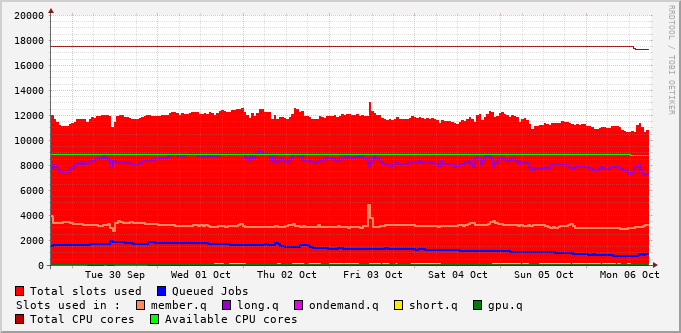 20000
18000
16000
14000
12000
10000
8000
6000
4000
2000
0
Tue 30 Sep Wed 01 Oct Thu 02 Oct Fri 03 Oct Sat 04 Oct Sun 05 Oct Mon 06 Oct
Total slots used Queued Jobs
Slots used in : member.q long.q ondemand.q short.q gpu.q
Total CPU cores Available CPU cores
RRDTOOL / TOBI OETIKER